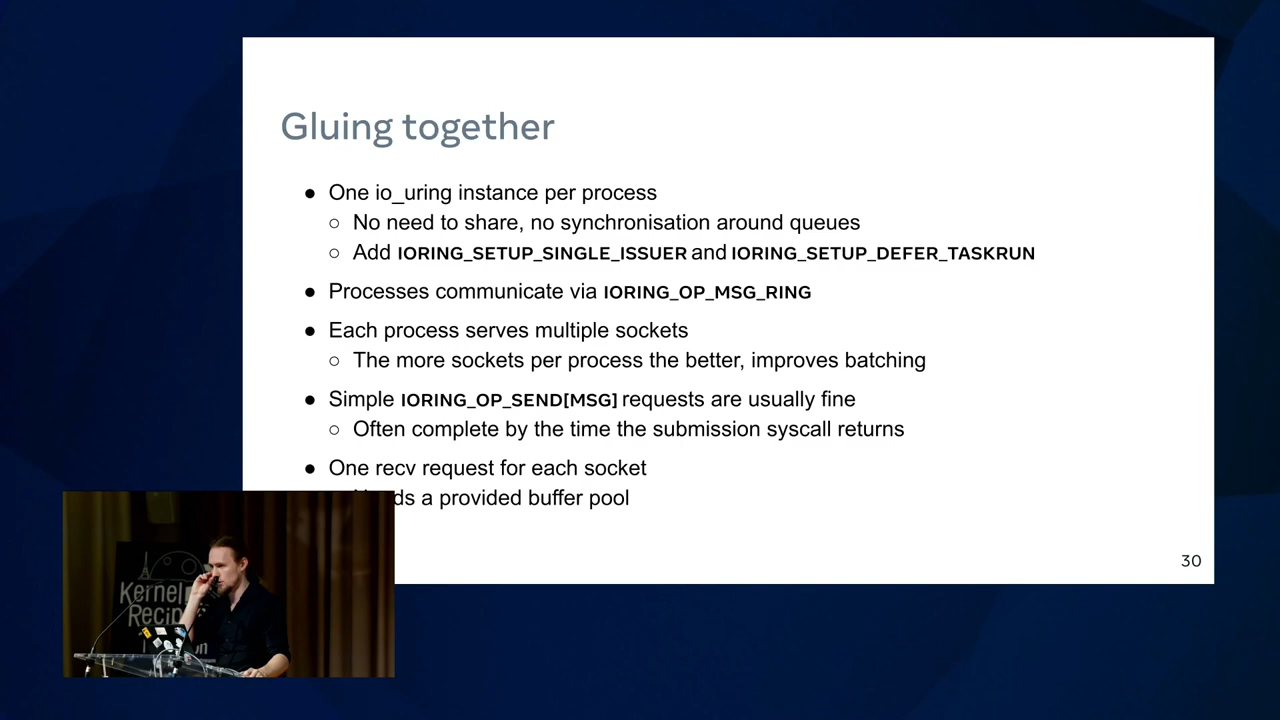 Gluing together
● One io_uring instance per process
○ No need to share, no synchronisation around queues
○ Add IORING_SETUP_SINGLE_ISSUER and IORING_SETUP_DEFER_TASKRUN
● Processes communicate via IORING_OP_MSG_RING
● Each process serves multiple sockets
○ The more sockets per process the better, improves batching
● Simple IORING_OP_SEND[MSG] requests are usually fine
○ Often complete by the time the submission syscall returns
● One recv request for each socket
a provided buffer pool
30